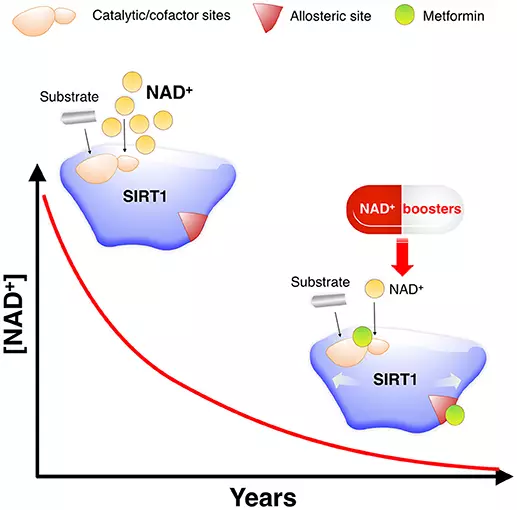 Catalytic/cofactor sites
Allosteric site
Metformin
Substrate
NAD⁺
SIRT1
NAD⁺ boosters
Substrate
NAD⁺
SIRT1
[NAD⁺]
Years